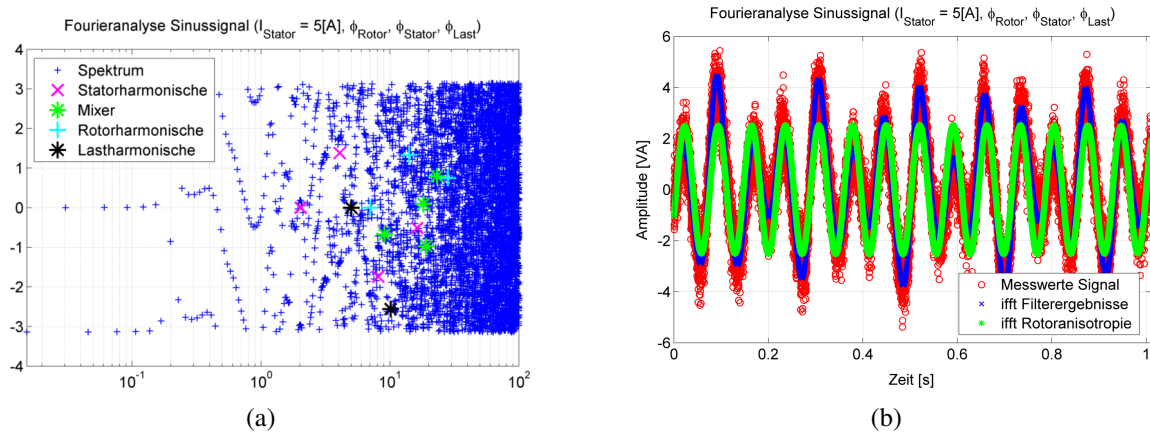 Fourieranalyse Sinussignal (I_Stator = 5[A], ϕ_Rotor, ϕ_Stator, ϕ_Last)
4
3
2
1
0
-1
-2
-3
-4
10^-1
10^0
10^1
10^2
Spektrum
Statorharmonische
Mixer
Rotorharmonische
Lastharmonische
(a)
Fourieranalyse Sinussignal (I_Stator = 5[A], ϕ_Rotor, ϕ_Stator, ϕ_Last)
Amplitude [VA]
6
4
2
0
-2
-4
-6
0
0.2
0.4
0.6
0.8
1
Zeit [s]
Messwerte Signal
ifft Filterergebnisse
ifft Rotoranisotropie
(b)